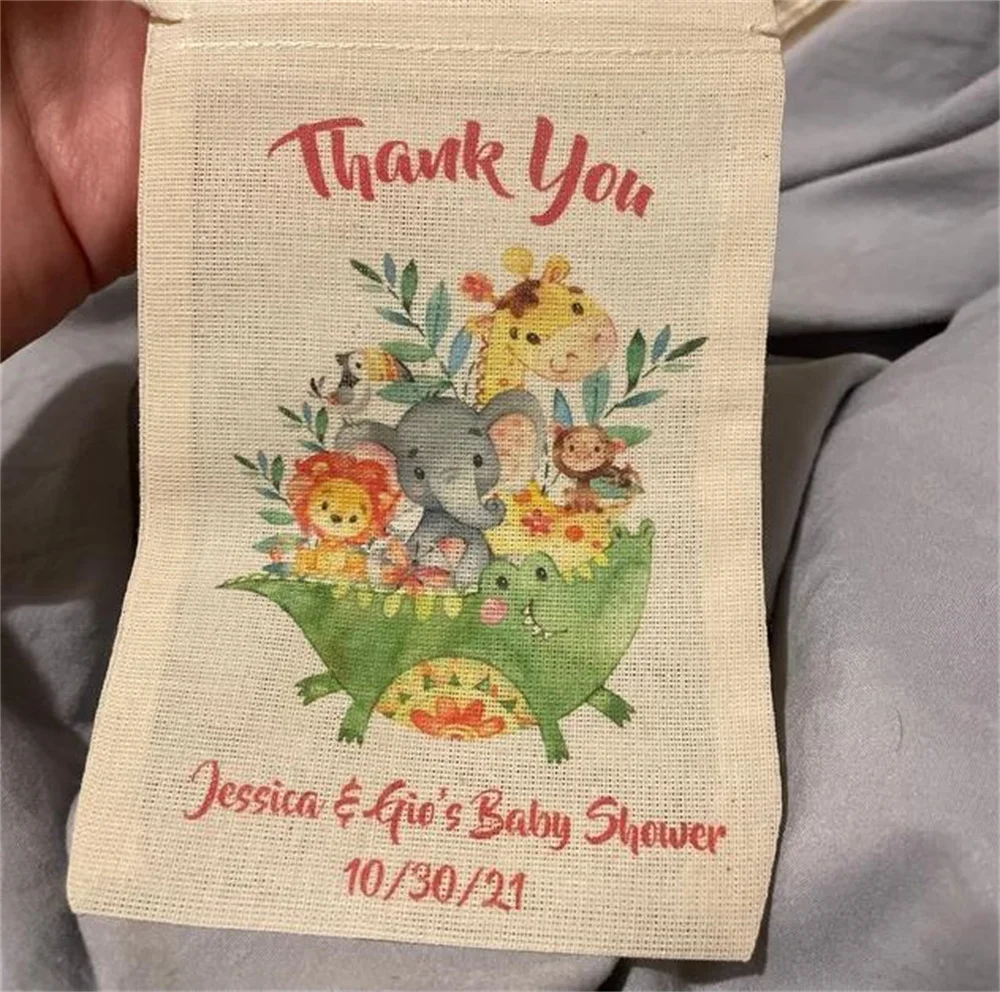 Thank You
Jessica & Gio's Baby Shower
10/30/21